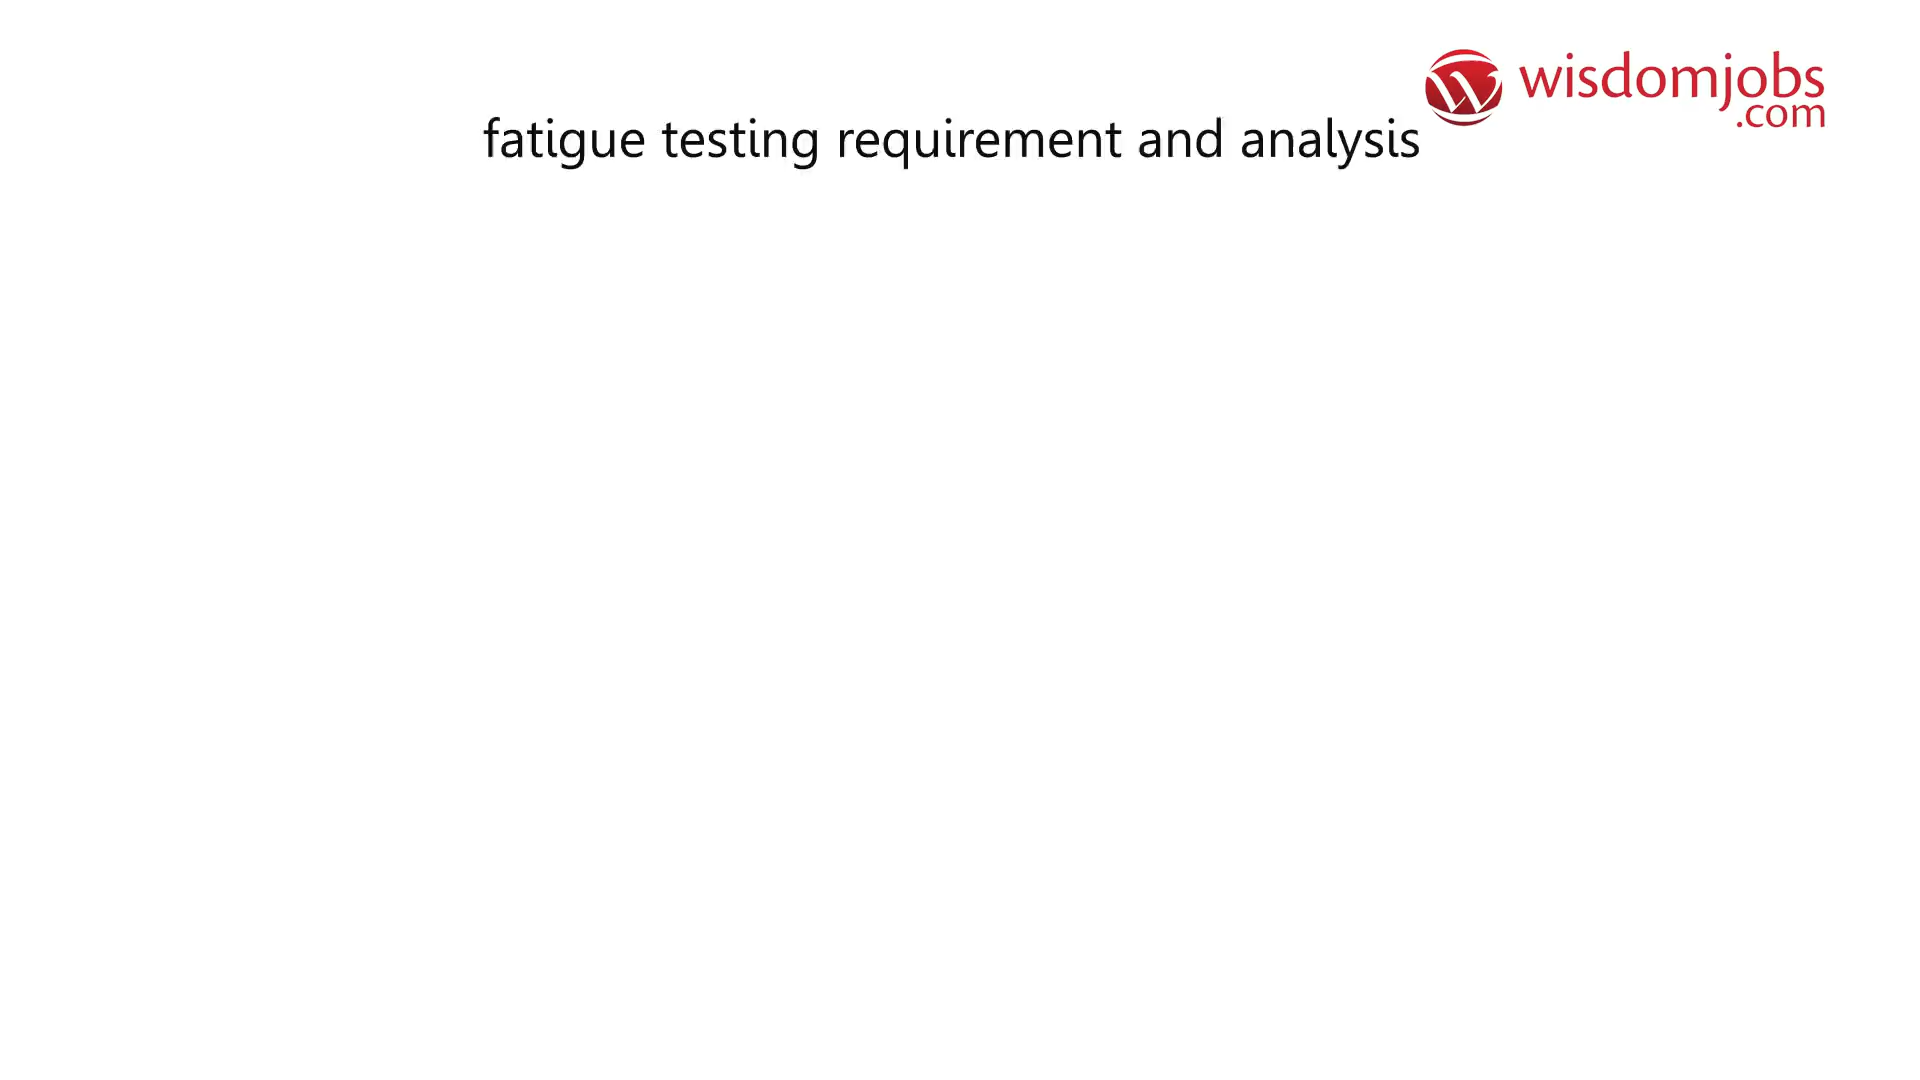 wisdomjobs
.com
fatigue testing requirement and analysis